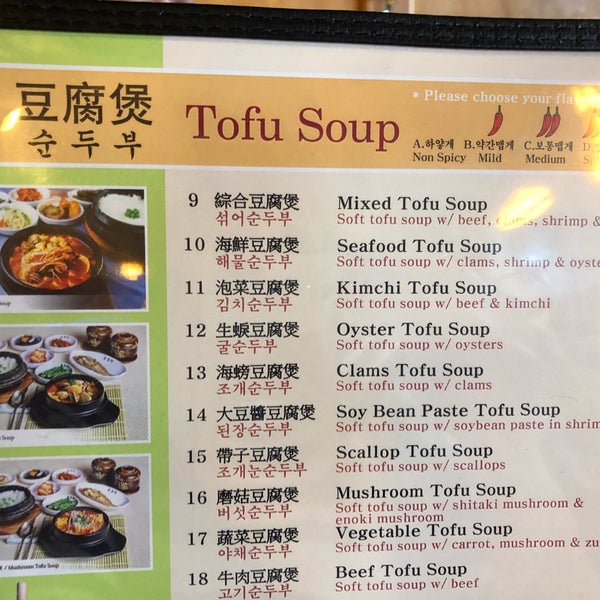 豆腐煲
순두부
Tofu Soup
* Please choose your
A.하얗게 B.약간맵게 C.보통맵게
Non Spicy Mild Medium
9 綜合豆腐煲 Mixed Tofu Soup
섞어순두부 Soft tofu soup w/ beef, clams, shrimp &
10 海鮮豆腐煲 Seafood Tofu Soup
해물순두부 Soft tofu soup w/ clams, shrimp & oyste
11 泡菜豆腐煲 Kimchi Tofu Soup
김치순두부 Soft tofu soup w/ beef & kimchi
12 生蜧豆腐煲 Oyster Tofu Soup
굴순두부 Soft tofu soup w/ oysters
13 海螃豆腐煲 Clams Tofu Soup
조개순두부 Soft tofu soup w/ clams
14 大豆醬豆腐煲 Soy Bean Paste Tofu Soup
된장순두부 Soft tofu soup w/ soybean paste in shrim
15 帶子豆腐煲 Scallop Tofu Soup
조개눈순두부 Soft tofu soup w/ scallops
16 磨菇豆腐煲 Mushroom Tofu Soup
버섯순두부 Soft tofu soup w/ shitaki mushroom &
enoki mushroom
17 蔬菜豆腐煲 Vegetable Tofu Soup
야채순두부 Soft tofu soup w/ carrot, mushroom & zu
18 牛肉豆腐煲 Beef Tofu Soup
고기순두부 Soft tofu soup w/ beef
Soup
Soup
/ Mushroom Tofu Soup